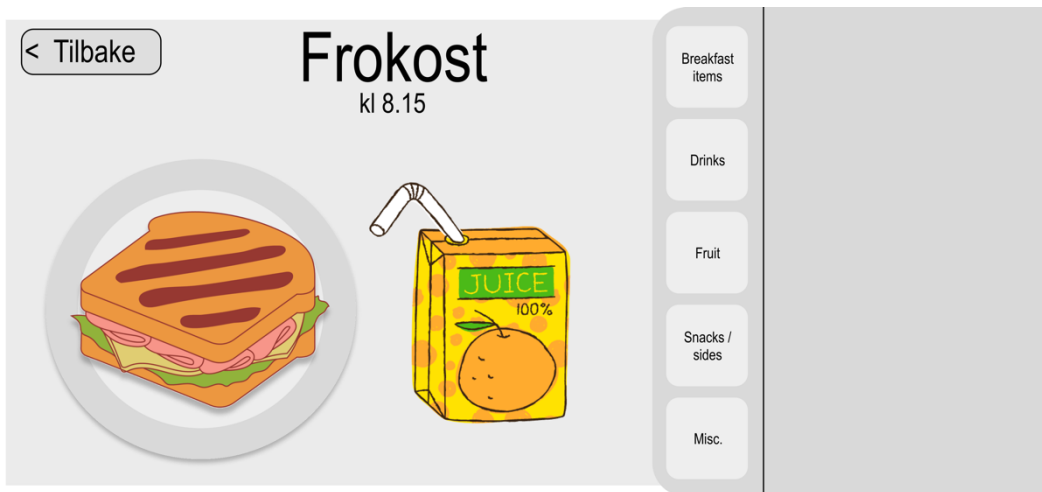 < Tilbake
Frokost
kl 8.15
JUICE
100%
Breakfast
items
Drinks
Fruit
Snacks /
sides
Misc.